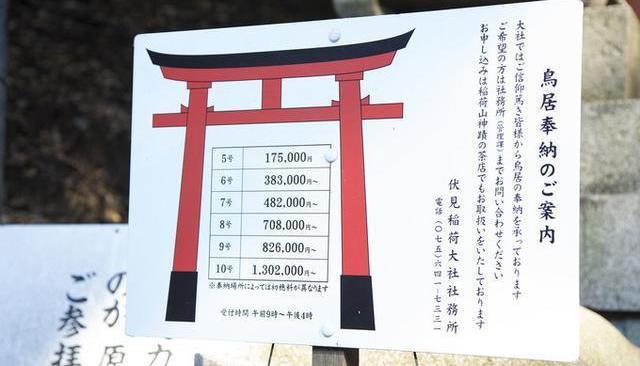 鳥居奉納のご案内
大社ではご信仰篤き皆様から鳥居の奉納を承っております
ご希望の方は社務所(管理課)までお問い合わせください
お申し込みは稲荷山神蹟の茶店でもお取扱いをいたしております
伏見稲荷大社社務所
電話(〇七五)六四一-七三三一
5号 175,000円
6号 383,000円〜
7号 482,000円〜
8号 708,000円〜
9号 826,000円〜
10号 1,302,000円〜
※奉納場所によっては初穂料が異なります
受付時間 午前9時〜午後4時
力
のが原
ご参拝